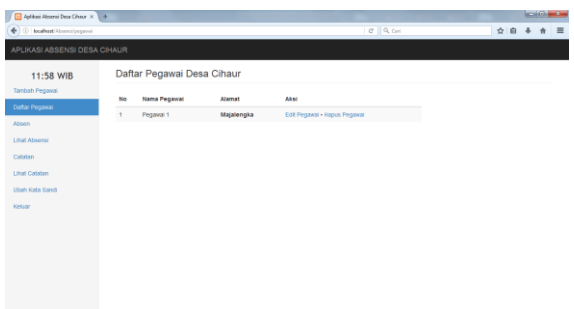 Aplikasi Absensi Desa Cihaur
localhost/Absensi/pegawai
Cari
APLIKASI ABSENSI DESA CIHAUR
11:58 WIB
Tambah Pegawai
Daftar Pegawai
Absen
Lihat Absensi
Catatan
Lihat Catatan
Ubah Kata Sandi
Keluar
Daftar Pegawai Desa Cihaur
No Nama Pegawai Alamat Aksi
1 Pegawai 1 Majalengka Edit Pegawai - Hapus Pegawai